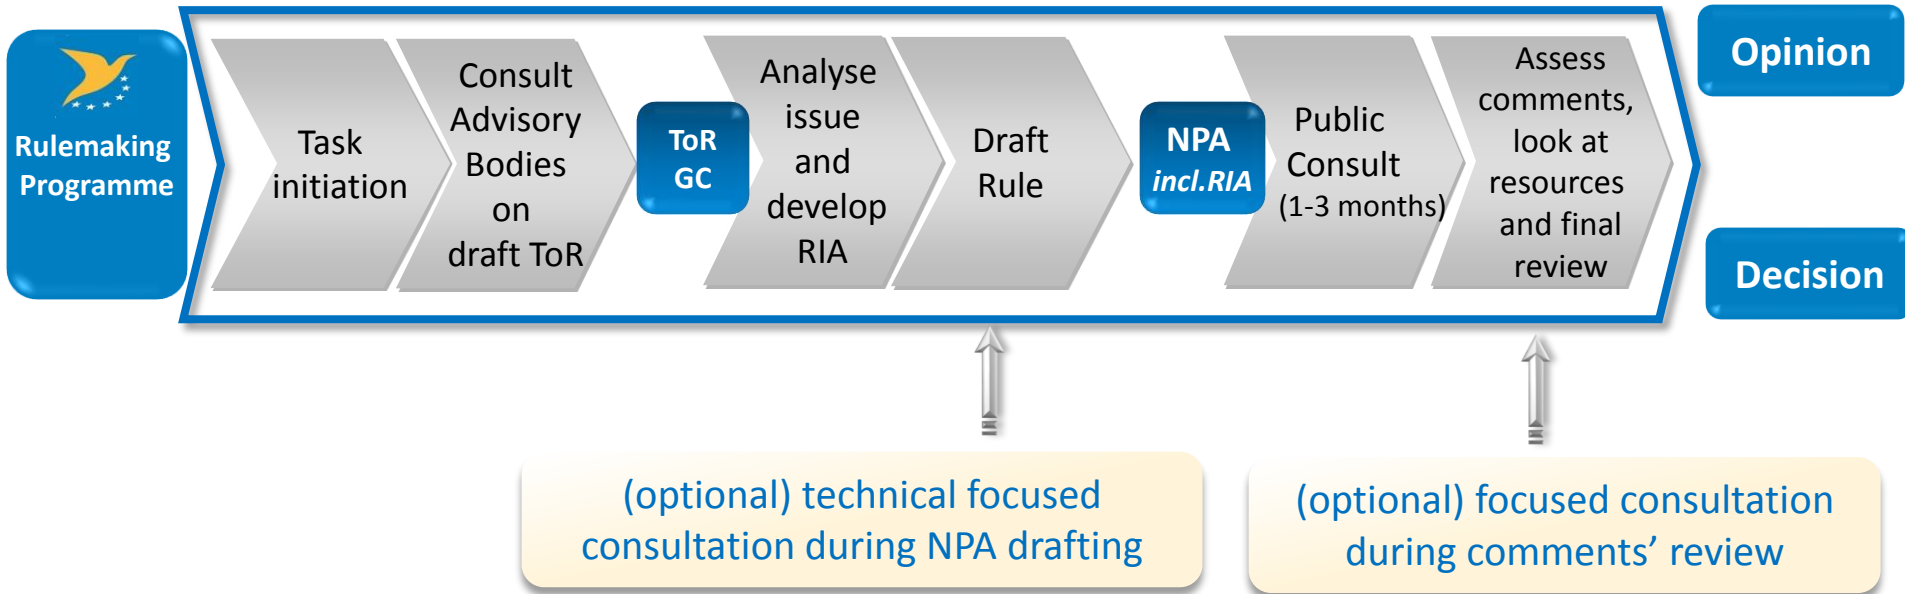 Rulemaking
Programme
Task
initiation
Consult
Advisory
Bodies
on
draft ToR
ToR
GC
Analyse
issue
and
develop
RIA
Draft
Rule
NPA
incl.RIA
Public
Consult
(1-3 months)
Assess
comments,
look at
resources
and final
review
Opinion
Decision
(optional) technical focused
consultation during NPA drafting
(optional) focused consultation
during comments’ review